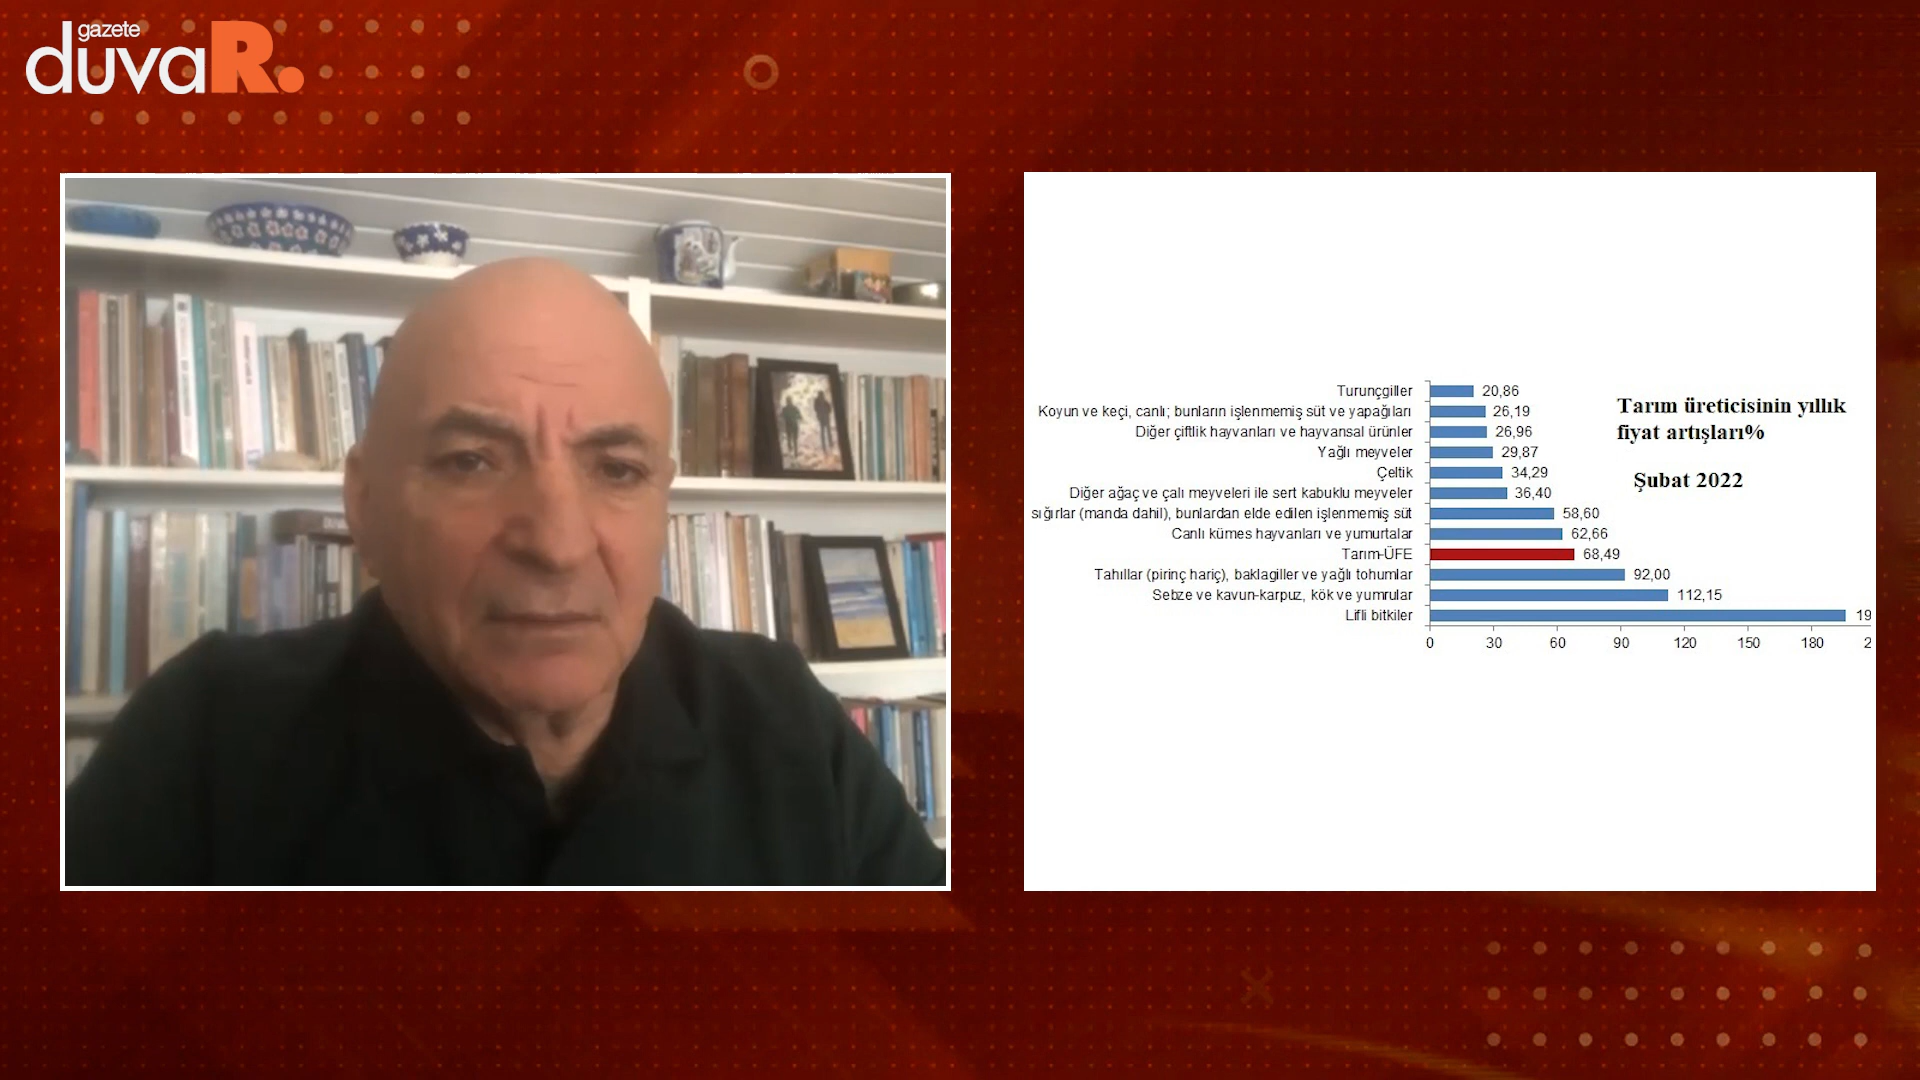 gazete
duvaR.
Tarım üreticisinin yıllık
fiyat artışları%
Şubat 2022
Turunçgiller 20,86
Koyun ve keçi, canlı; bunların işlenmemiş süt ve yapağıları 26,19
Diğer çiftlik hayvanları ve hayvansal ürünler 26,96
Yağlı meyveler 29,87
Çeltik 34,29
Diğer ağaç ve çalı meyveleri ile sert kabuklu meyveler 36,40
sığırlar (manda dahil), bunlardan elde edilen işlenmemiş süt 58,60
Canlı kümes hayvanları ve yumurtalar 62,66
Tarım-ÜFE 68,49
Tahıllar (pirinç hariç), baklagiller ve yağlı tohumlar 92,00
Sebze ve kavun-karpuz, kök ve yumrular 112,15
Lifli bitkiler 19
0 30 60 90 120 150 180 2